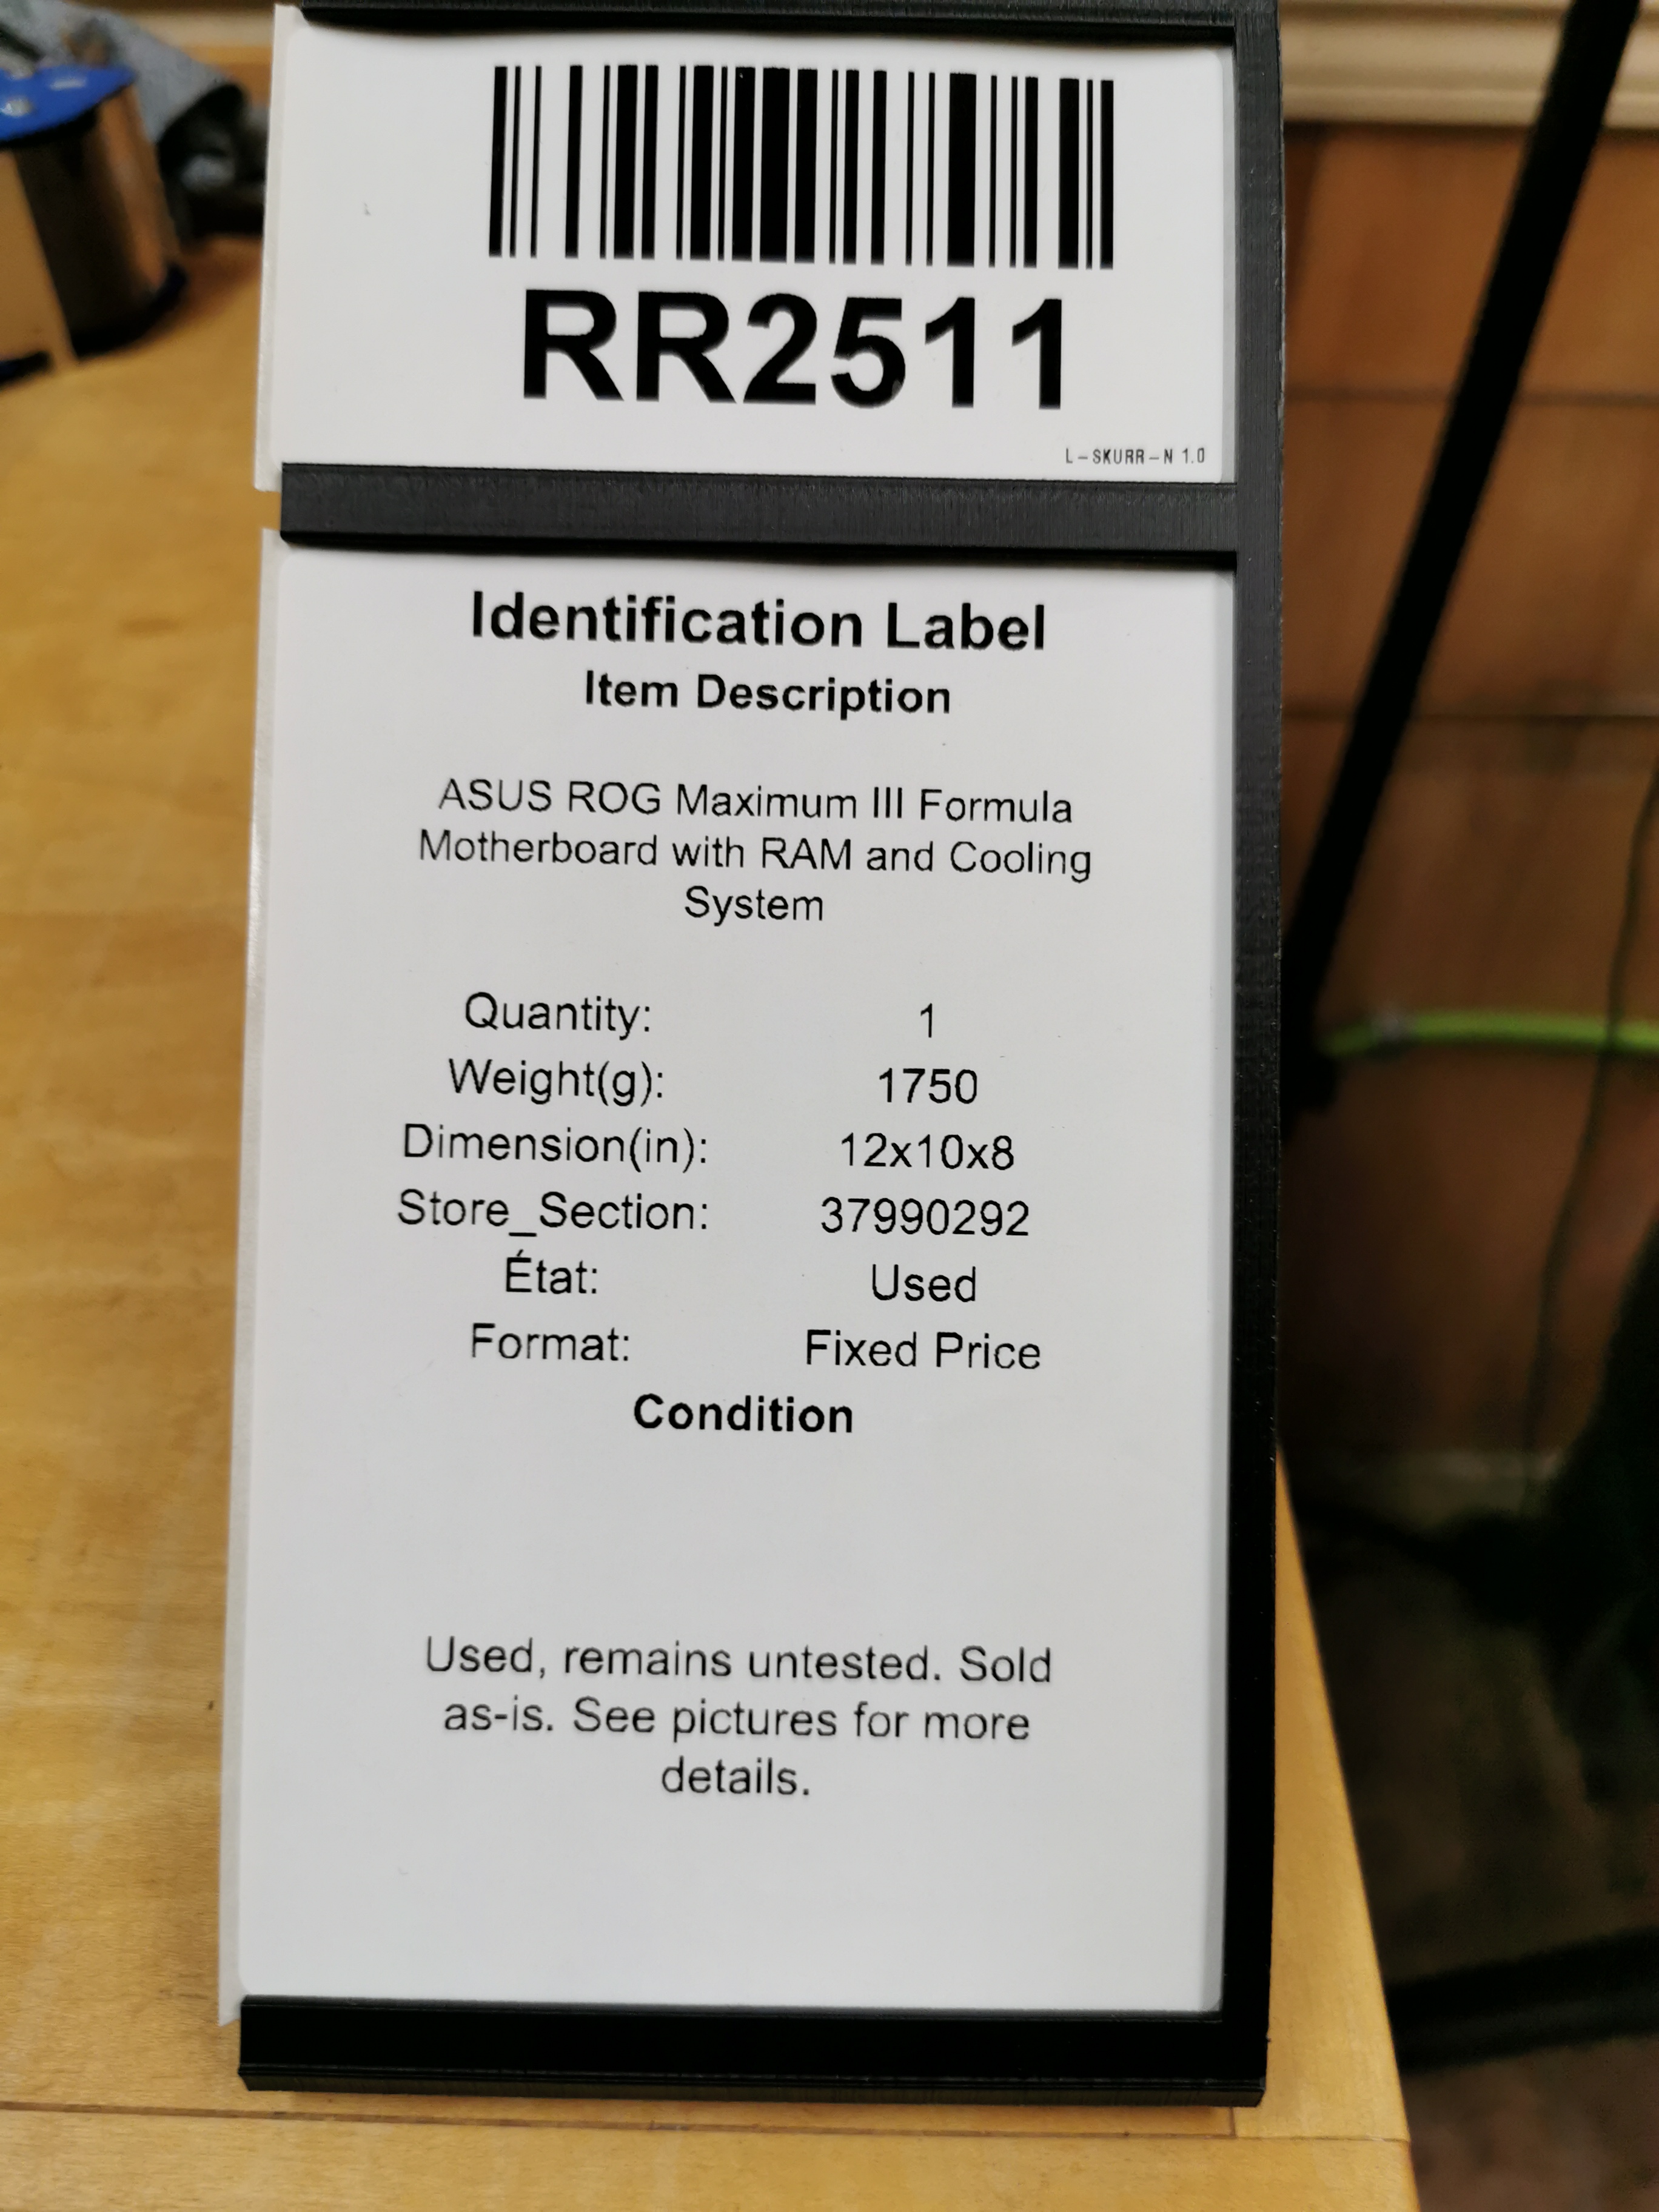 RR2511
L-SKURR-N 1.0
Identification Label
Item Description
ASUS ROG Maximum III Formula
Motherboard with RAM and Cooling
System
Quantity: 1
Weight(g): 1750
Dimension(in): 12x10x8
Store_Section: 37990292
État: Used
Format: Fixed Price
Condition
Used, remains untested. Sold
as-is. See pictures for more
details.